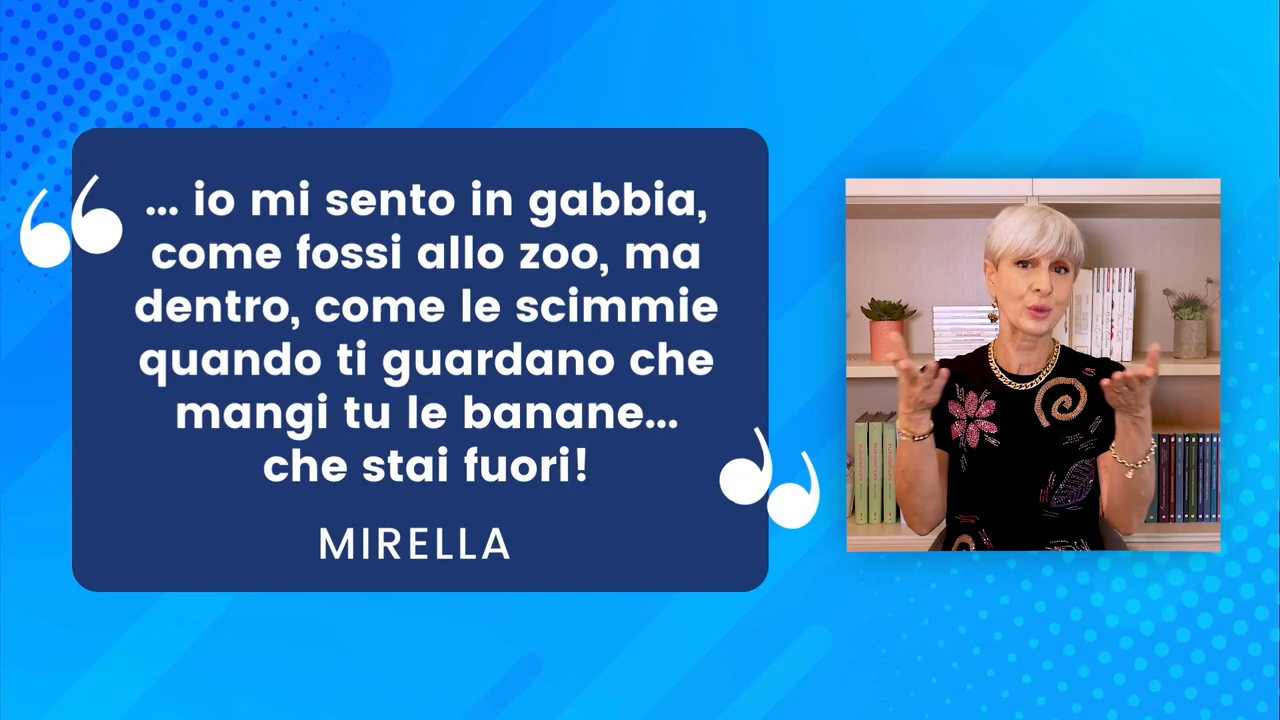 ... io mi sento in gabbia,
come fossi allo zoo, ma
dentro, come le scimmie
quando ti guardano che
mangi tu le banane...
che stai fuori!
MIRELLA